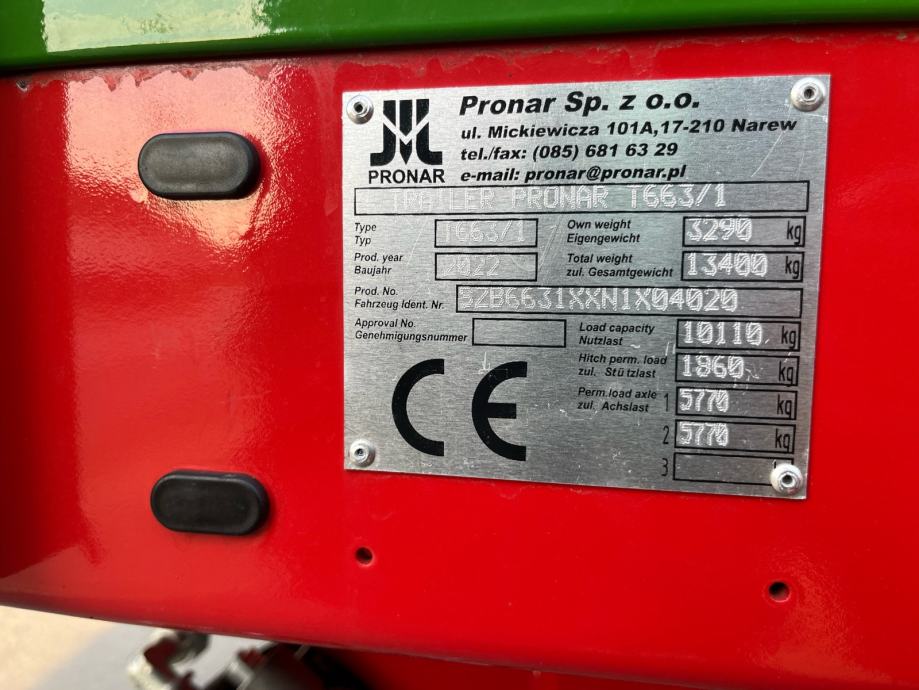 Pronar Sp. z o.o.
ul. Mickiewicza 101A,17-210 Narew
tel./fax: (085) 681 63 29
e-mail: pronar@pronar.pl
PRONAR
TRAILER PRONAR T663/1
Type
Typ T663/1
Own weight
Eigengewicht 3290 kg
Prod. year
Baujahr 2022
Total weight
zul. Gesamtgewicht 13400 kg
Prod. No.
Fahrzeug Ident. Nr. SZB6631XXN1X04020
Approval No.
Genehmigungsnummer
Load capacity
Nutzlast 10110 kg
Hitch perm. load
zul. Stützlast 1860 kg
Perm.load axle
zul. Achslast 1 5770 kg
2 5770 kg
3
CE